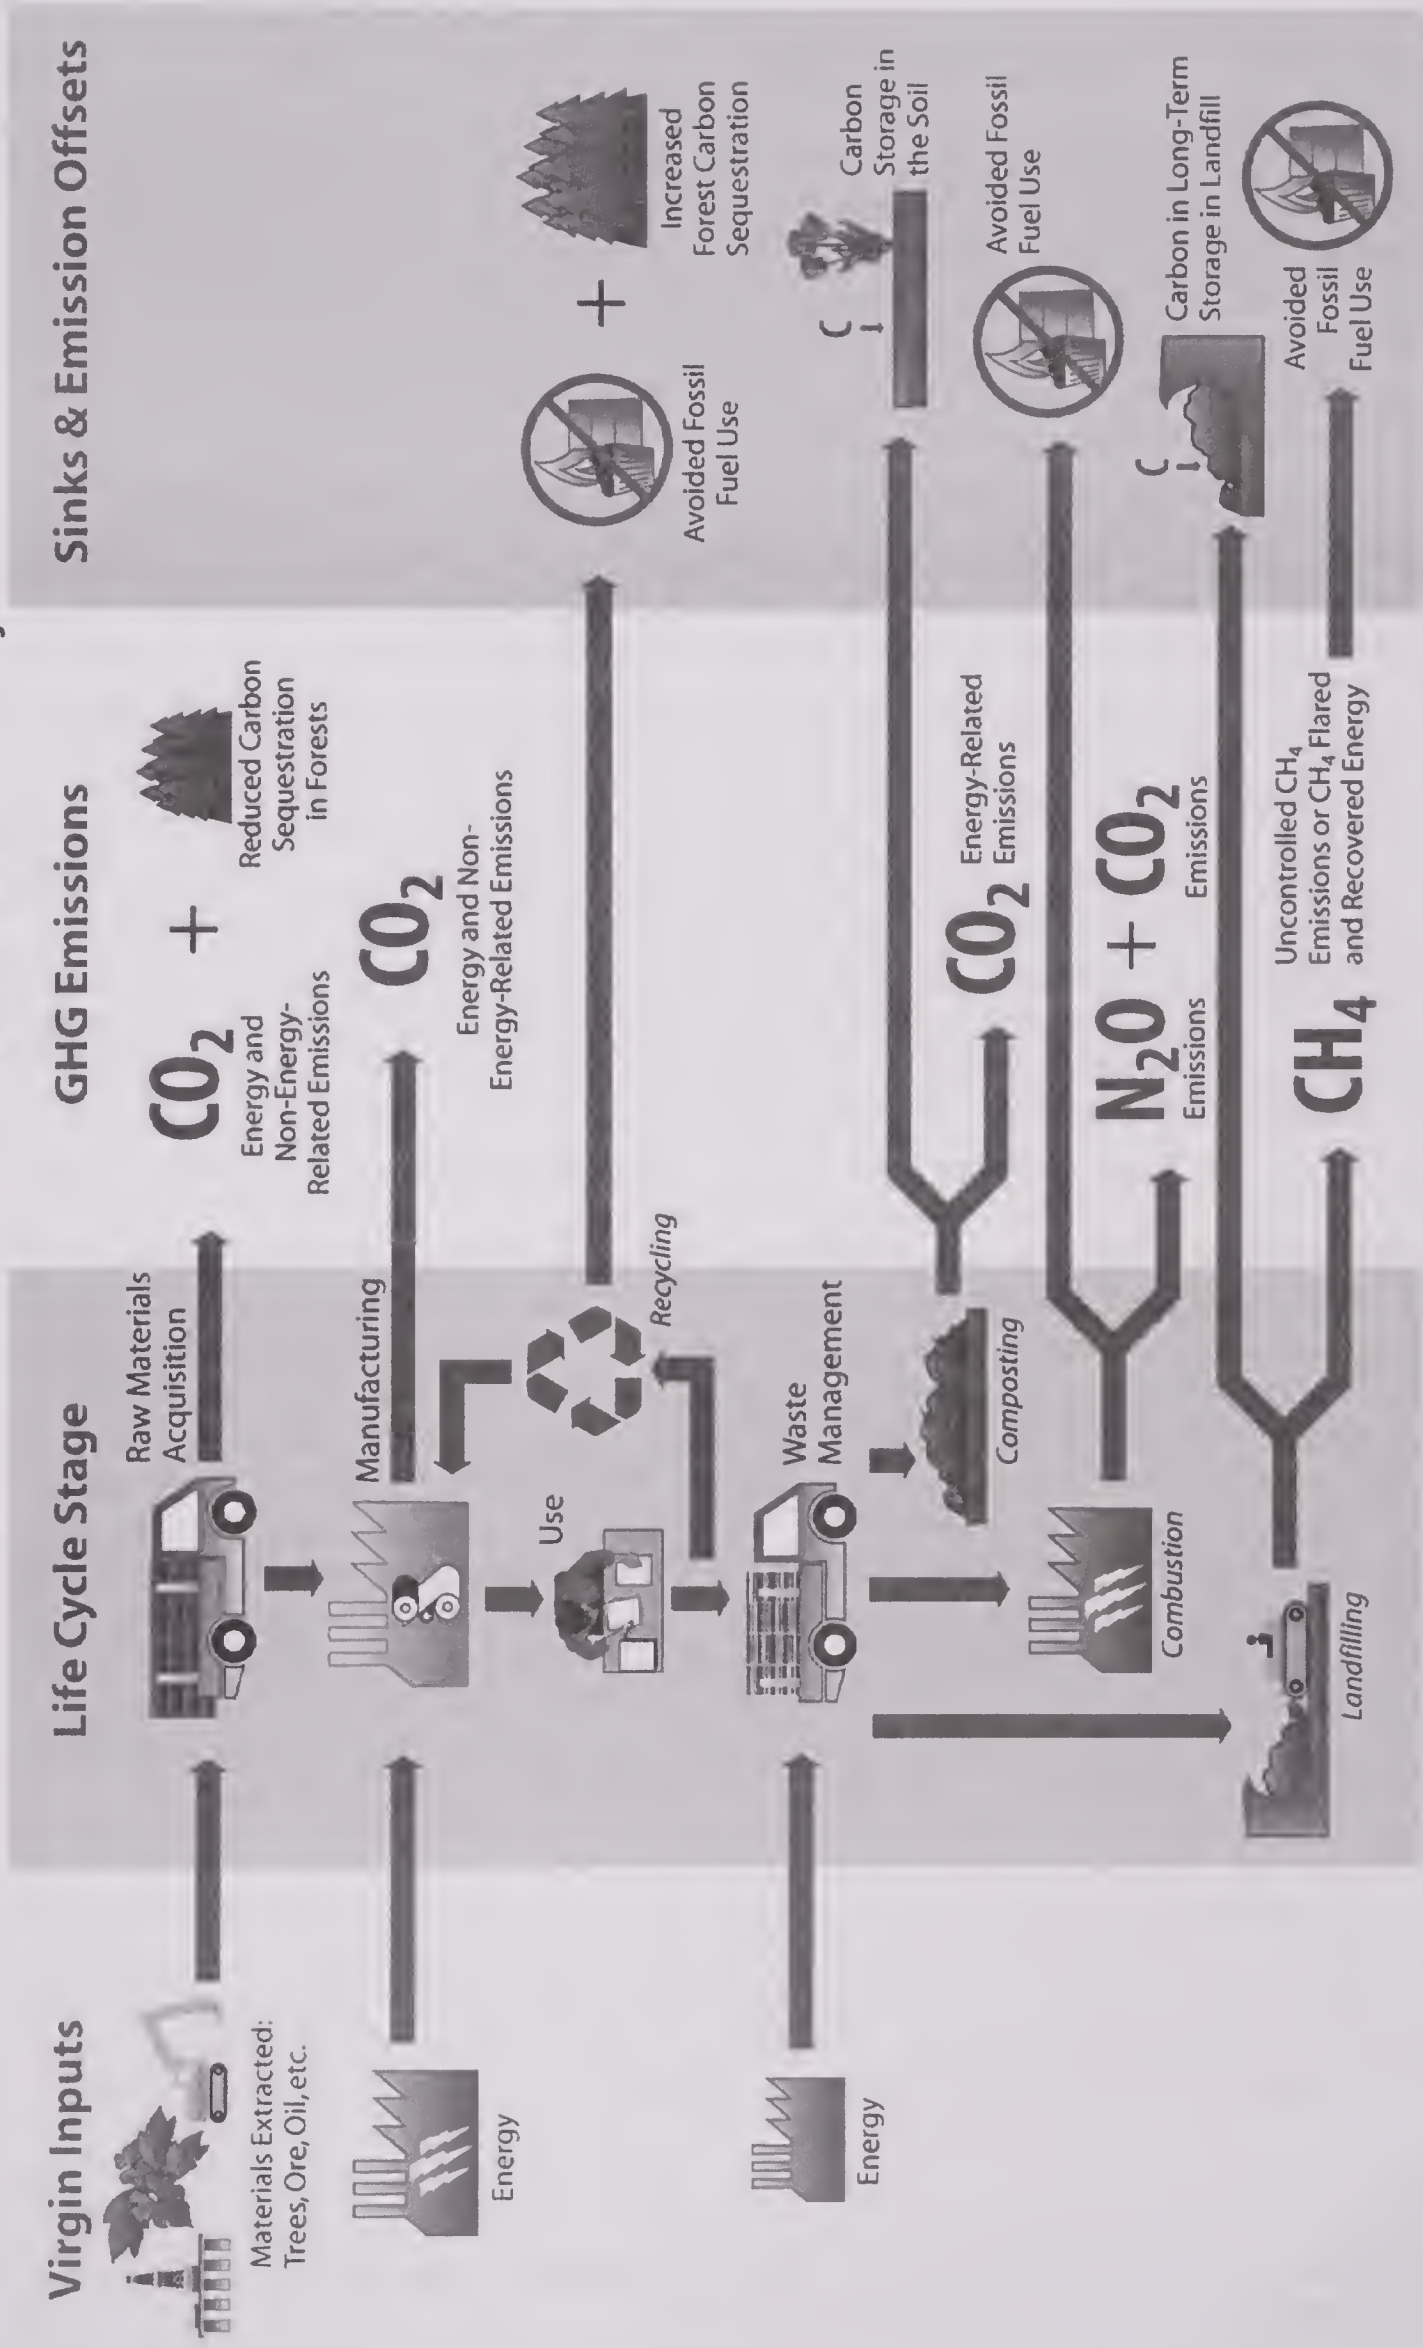 Virgin Inputs
Life Cycle Stage
GHG Emissions
Sinks & Emission Offsets
Materials Extracted:
Trees, Ore, Oil, etc.
Raw Materials
Acquisition
CO2
Energy and
Non-Energy-
Related Emissions
+
Reduced Carbon
Sequestration
in Forests
Energy
Manufacturing
CO2
Energy and Non-
Energy-Related Emissions
Use
Recycling
Avoided Fossil
Fuel Use
+
Increased
Forest Carbon
Sequestration
Energy
Waste
Management
Composting
CO2
Energy-Related
Emissions
C
Carbon
Storage in
the Soil
Combustion
N2O + CO2
Emissions
Emissions
Avoided Fossil
Fuel Use
Landfilling
CH4
Uncontrolled CH4
Emissions or CH4 Flared
and Recovered Energy
C
Carbon in Long-Term
Storage in Landfill
Avoided
Fossil
Fuel Use